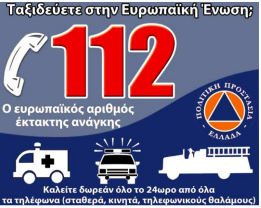 Ταξιδεύετε στην Ευρωπαϊκή Ένωση;
112
Ο ευρωπαϊκός αριθμός
έκτακτης ανάγκης
ΠΟΛΙΤΙΚΗ ΠΡΟΣΤΑΣΙΑ
ΕΛΛΑΔΑ
Καλείτε δωρεάν όλο το 24ωρο από όλα
τα τηλέφωνα (σταθερά, κινητά, τηλεφωνικούς θαλάμους)